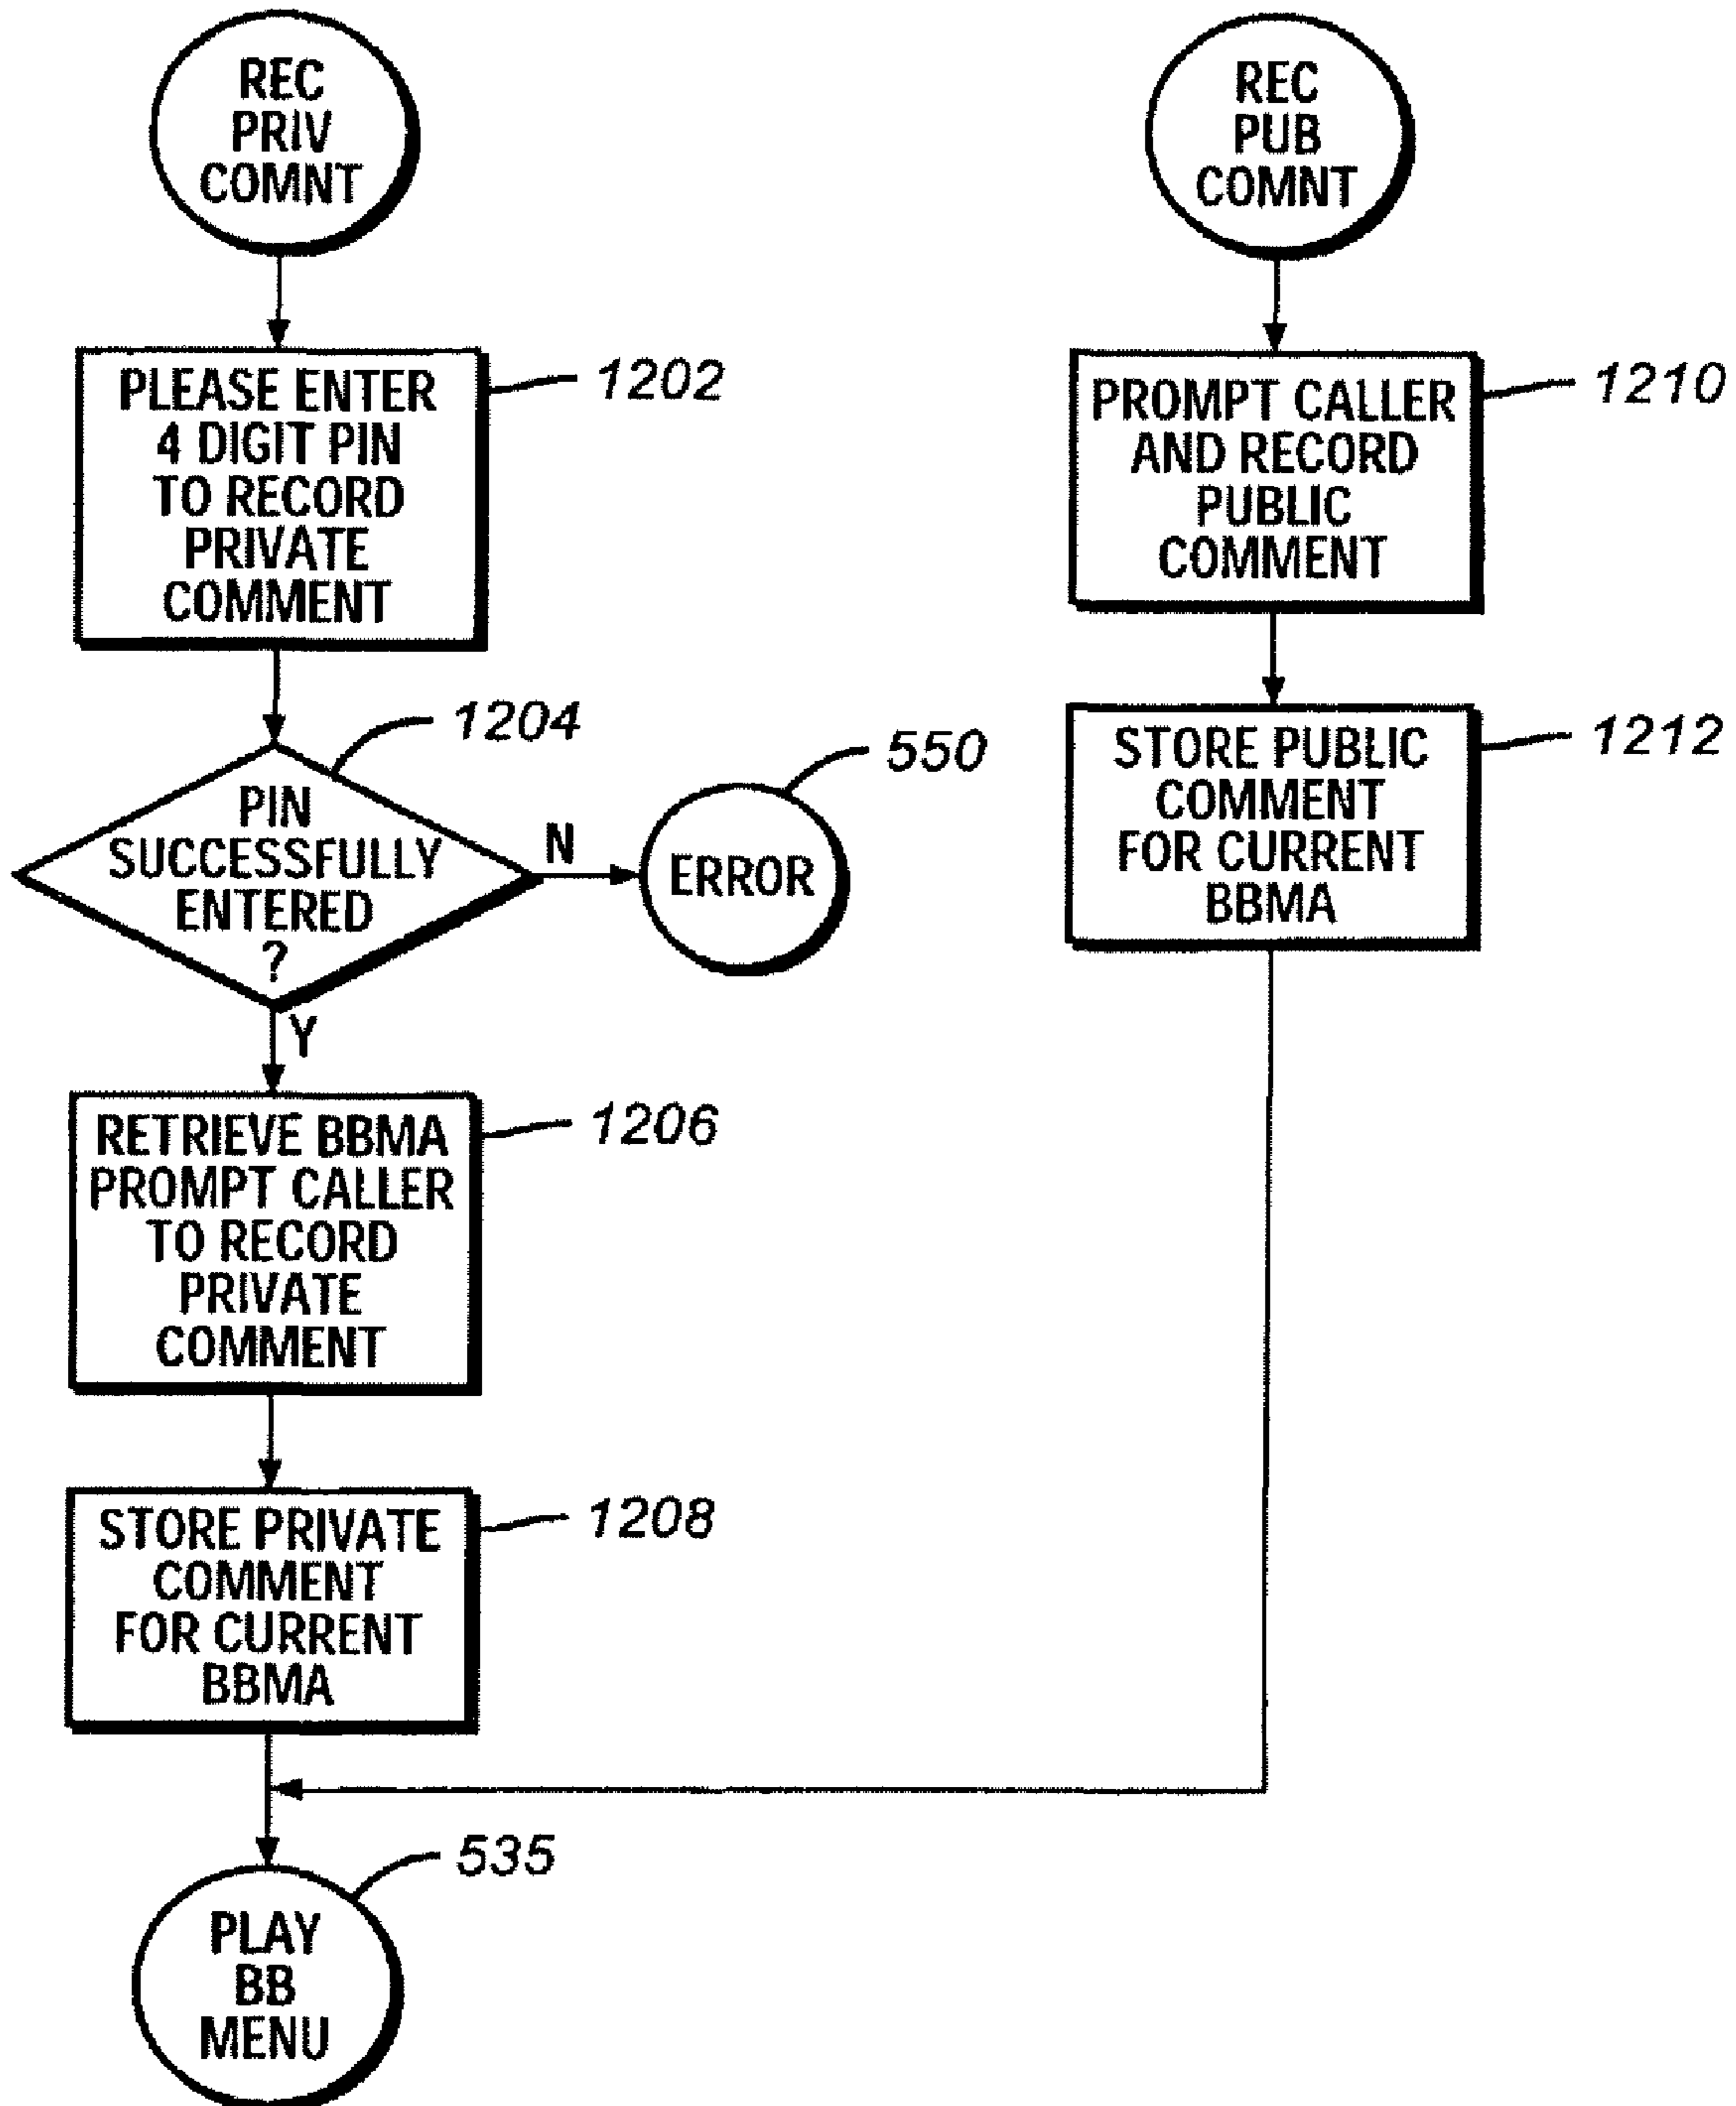 REC
PRIV
COMNT
PLEASE ENTER
4 DIGIT PIN
TO RECORD
PRIVATE
COMMENT
1202
1204
PIN
SUCCESSFULLY
ENTERED
?
N
550
ERROR
Y
RETRIEVE BBMA
PROMPT CALLER
TO RECORD
PRIVATE
COMMENT
1206
STORE PRIVATE
COMMENT
FOR CURRENT
BBMA
1208
535
PLAY
BB
MENU
REC
PUB
COMNT
PROMPT CALLER
AND RECORD
PUBLIC
COMMENT
1210
STORE PUBLIC
COMMENT
FOR CURRENT
BBMA
1212